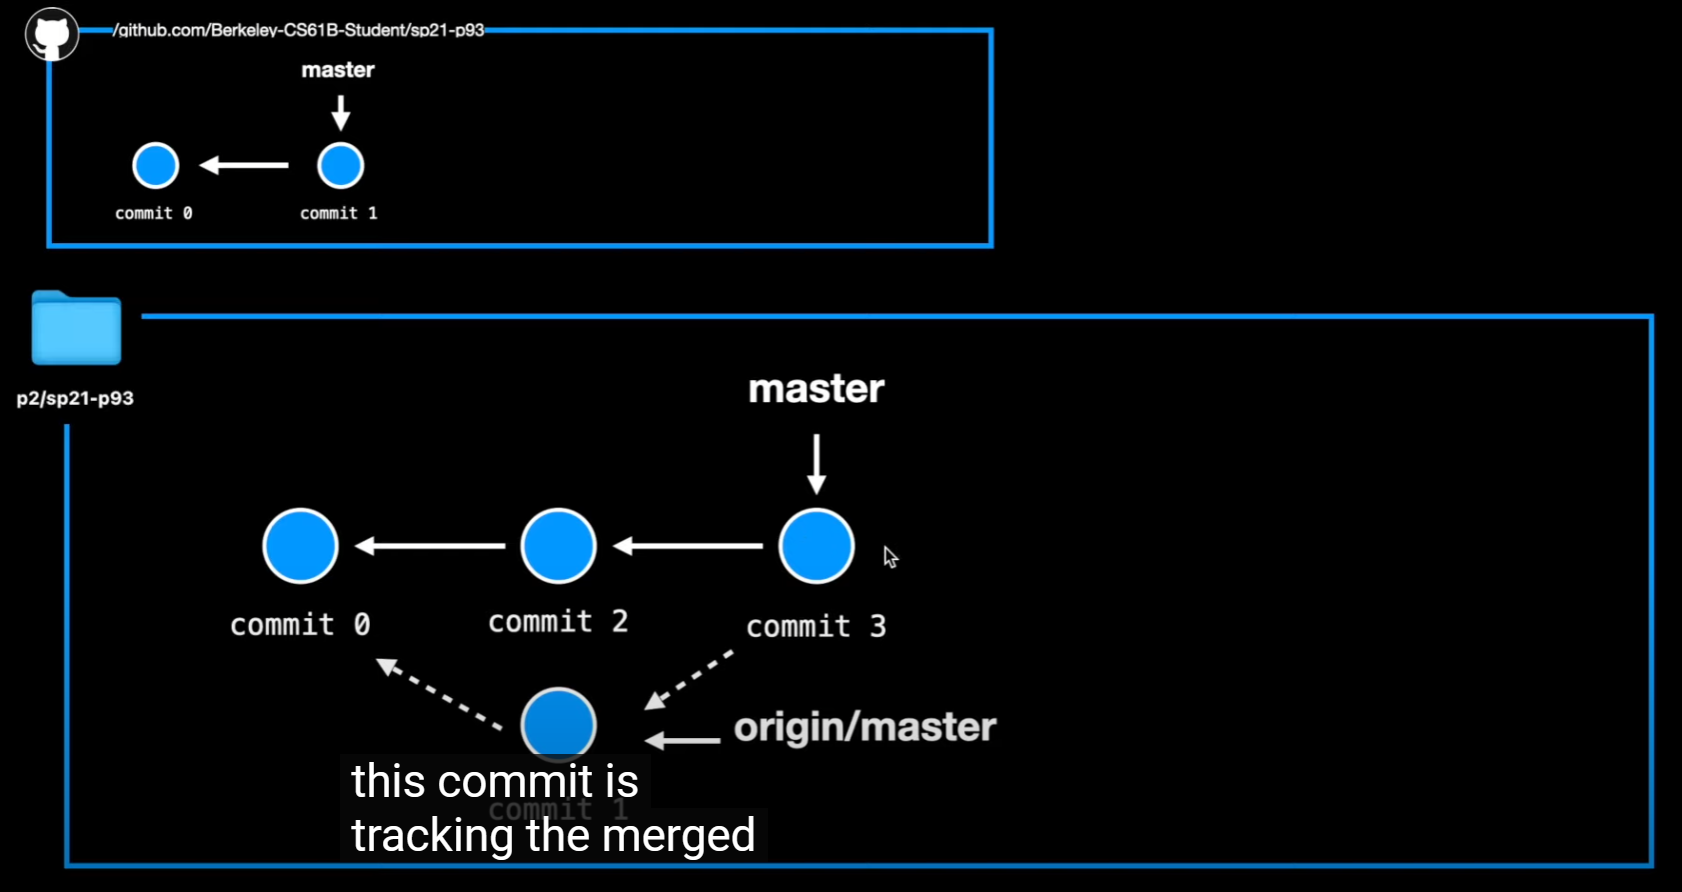 /github.com/Berkeley-CS61B-Student/sp21-p93
master
commit 0
commit 1
p2/sp21-p93
master
commit 0
commit 2
commit 3
origin/master
commit 1
this commit is
tracking the merged